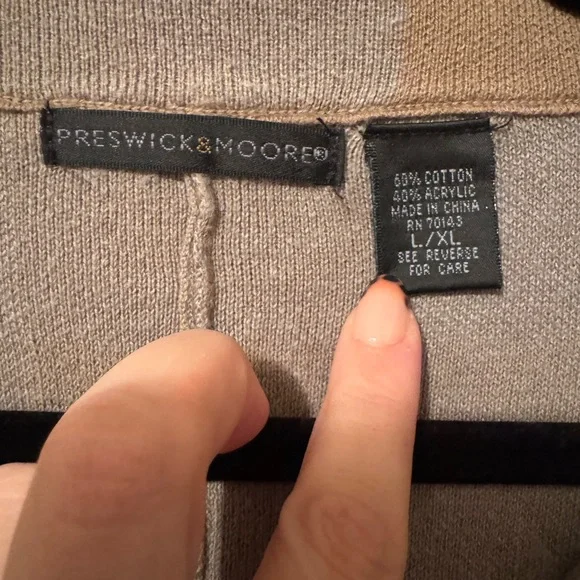 PRESWICK&MOORE®
60% COTTON
40% ACRYLIC
MADE IN CHINA
RN 70143
L/XL
SEE REVERSE
FOR CARE